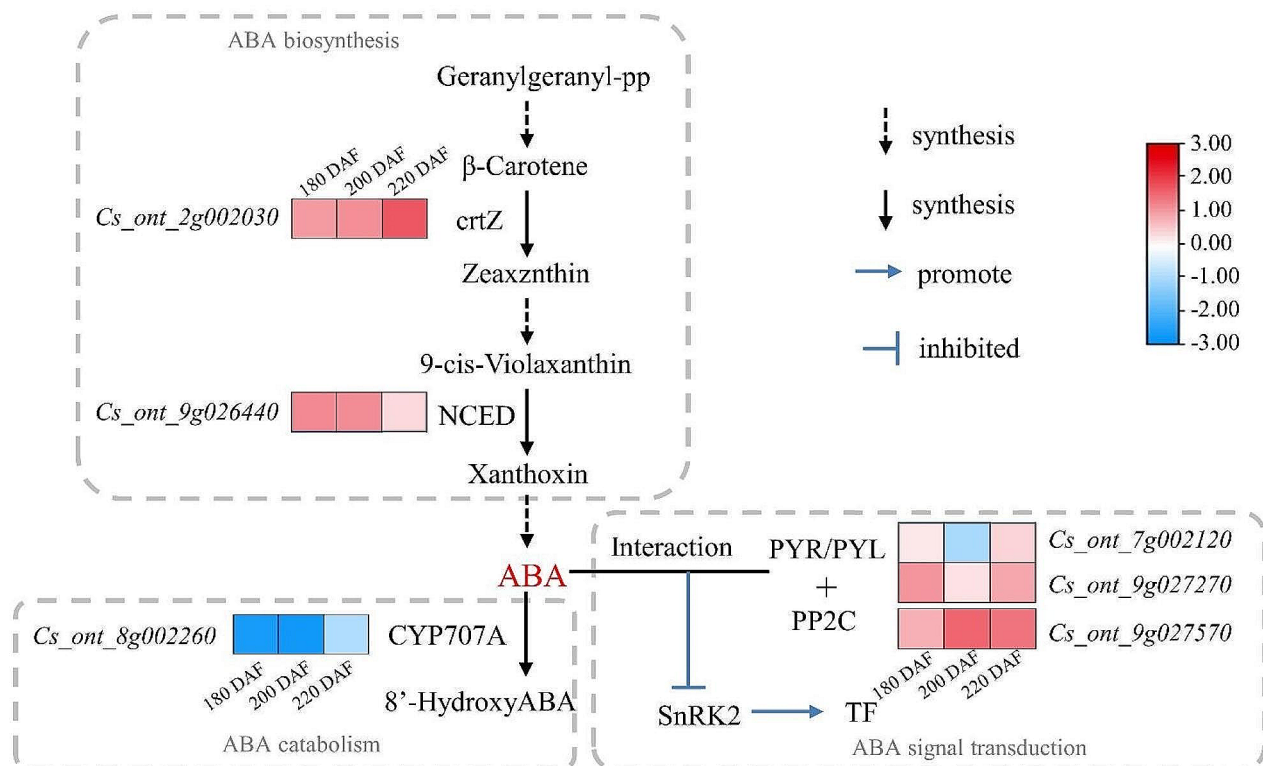 ABA biosynthesis
Geranylgeranyl-pp
β-Carotene
180 DAF
200 DAF
220 DAF
Cs_ont_2g002030
crtZ
Zeaxznthin
9-cis-Violaxanthin
Cs_ont_9g026440
NCED
Xanthoxin
synthesis
synthesis
promote
inhibited
3.00
2.00
1.00
0.00
-1.00
-2.00
-3.00
ABA
Interaction
PYR/PYL
+
PP2C
Cs_ont_7g002120
Cs_ont_9g027270
Cs_ont_9g027570
180 DAF
200 DAF
220 DAF
SnRK2
TF
ABA signal transduction
Cs_ont_8g002260
CYP707A
180 DAF
200 DAF
220 DAF
8’-HydroxyABA
ABA catabolism